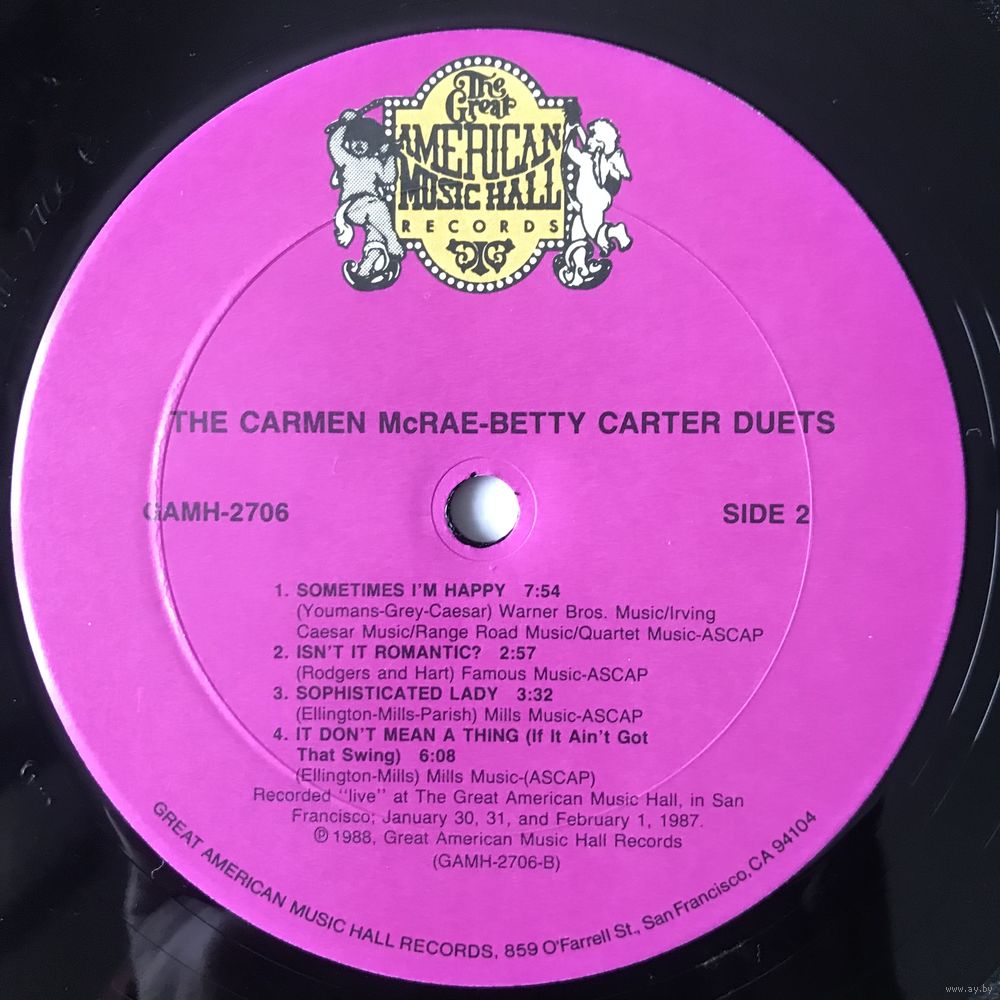 The
Great
AMERICAN
MUSIC HALL
RECORDS
THE CARMEN McRAE-BETTY CARTER DUETS
GAMH-2706
SIDE 2
1. SOMETIMES I'M HAPPY 7:54
(Youmans-Grey-Caesar) Warner Bros. Music/Irving
Caesar Music/Range Road Music/Quartet Music-ASCAP
2. ISN'T IT ROMANTIC? 2:57
(Rodgers and Hart) Famous Music-ASCAP
3. SOPHISTICATED LADY 3:32
(Ellington-Mills-Parish) Mills Music-ASCAP
4. IT DON'T MEAN A THING (If It Ain't Got
That Swing) 6:08
(Ellington-Mills) Mills Music-(ASCAP)
Recorded "live" at The Great American Music Hall, in San
Francisco; January 30, 31, and February 1, 1987.
℗ 1988, Great American Music Hall Records
(GAMH-2706-B)
GREAT AMERICAN MUSIC HALL RECORDS, 859 O'Farrell St., San Francisco, CA 94104
www.ay.by